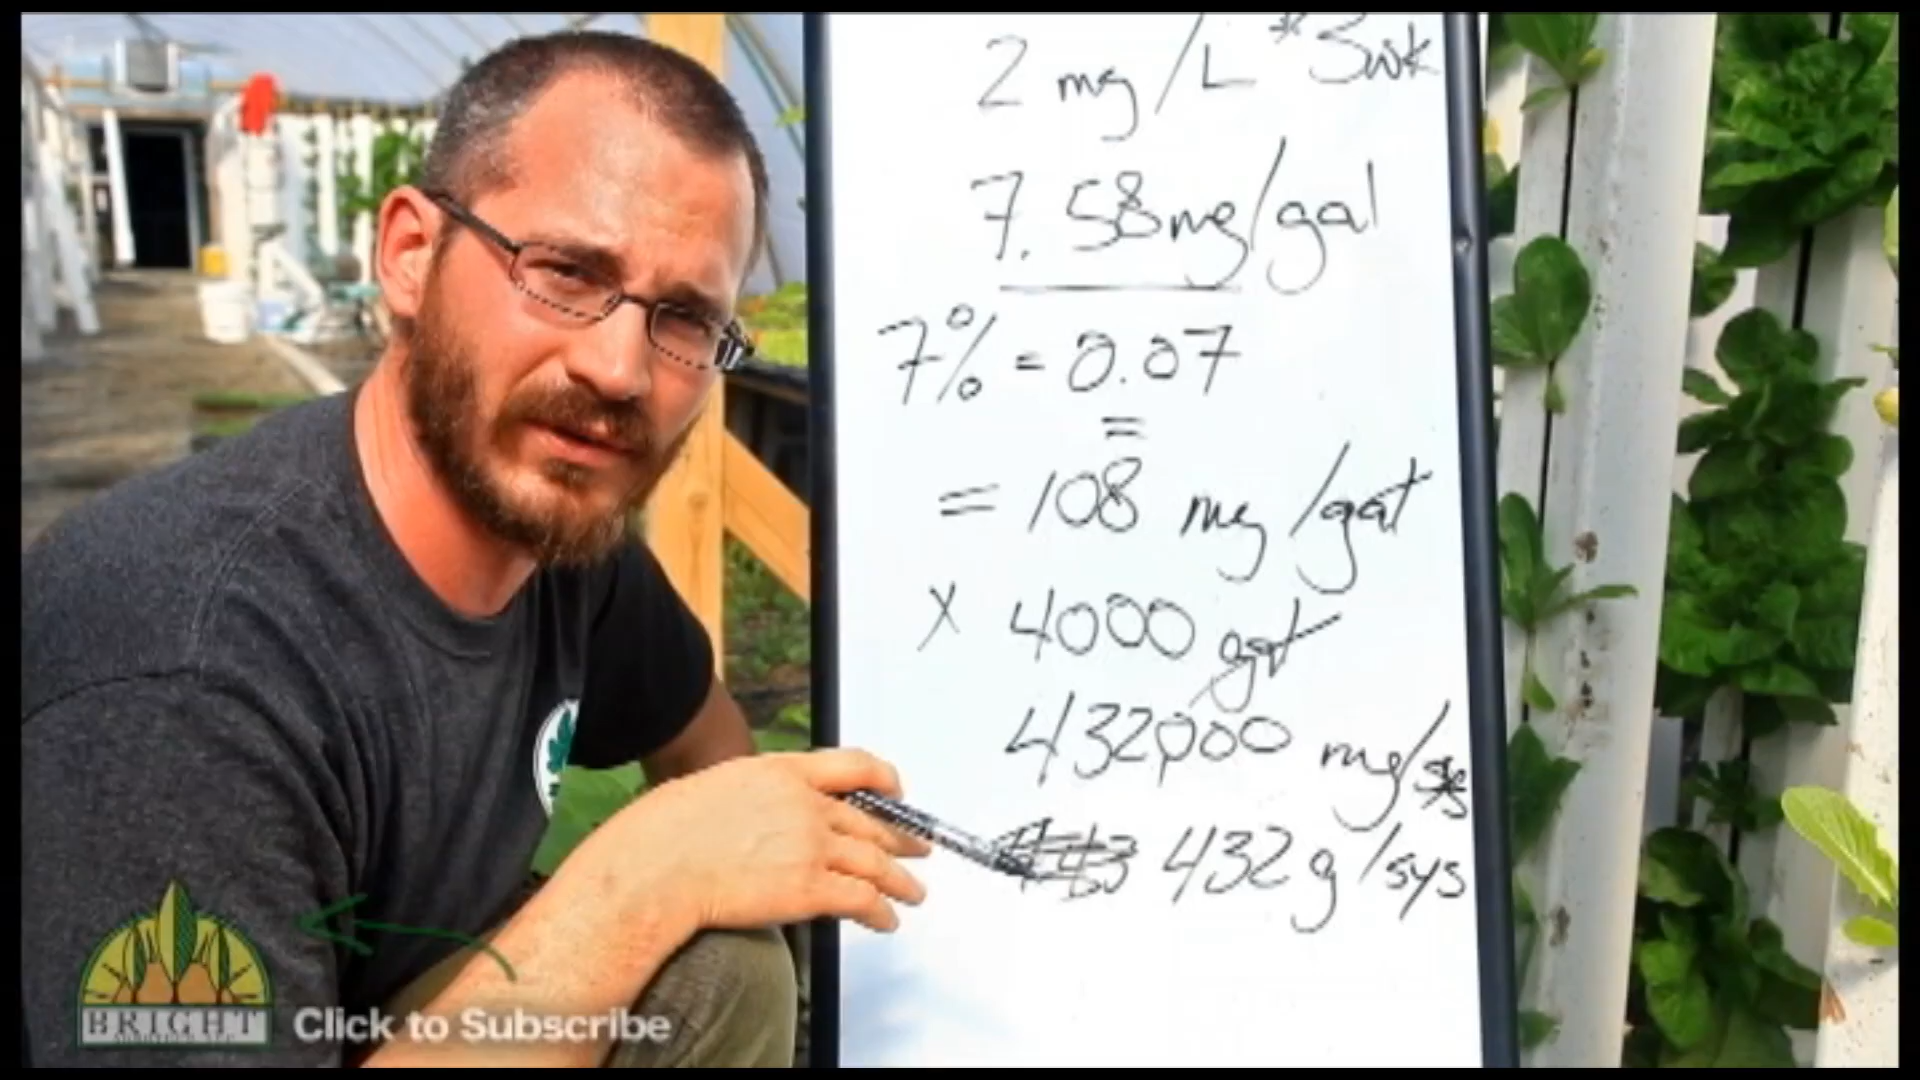 2 mg/L *3wk
7.58mg/gal
7% = 0.07
=
= 108 mg/gal
x 4000 gal
432000 mg/sys
432g/sys
BRIGHT
Click to Subscribe